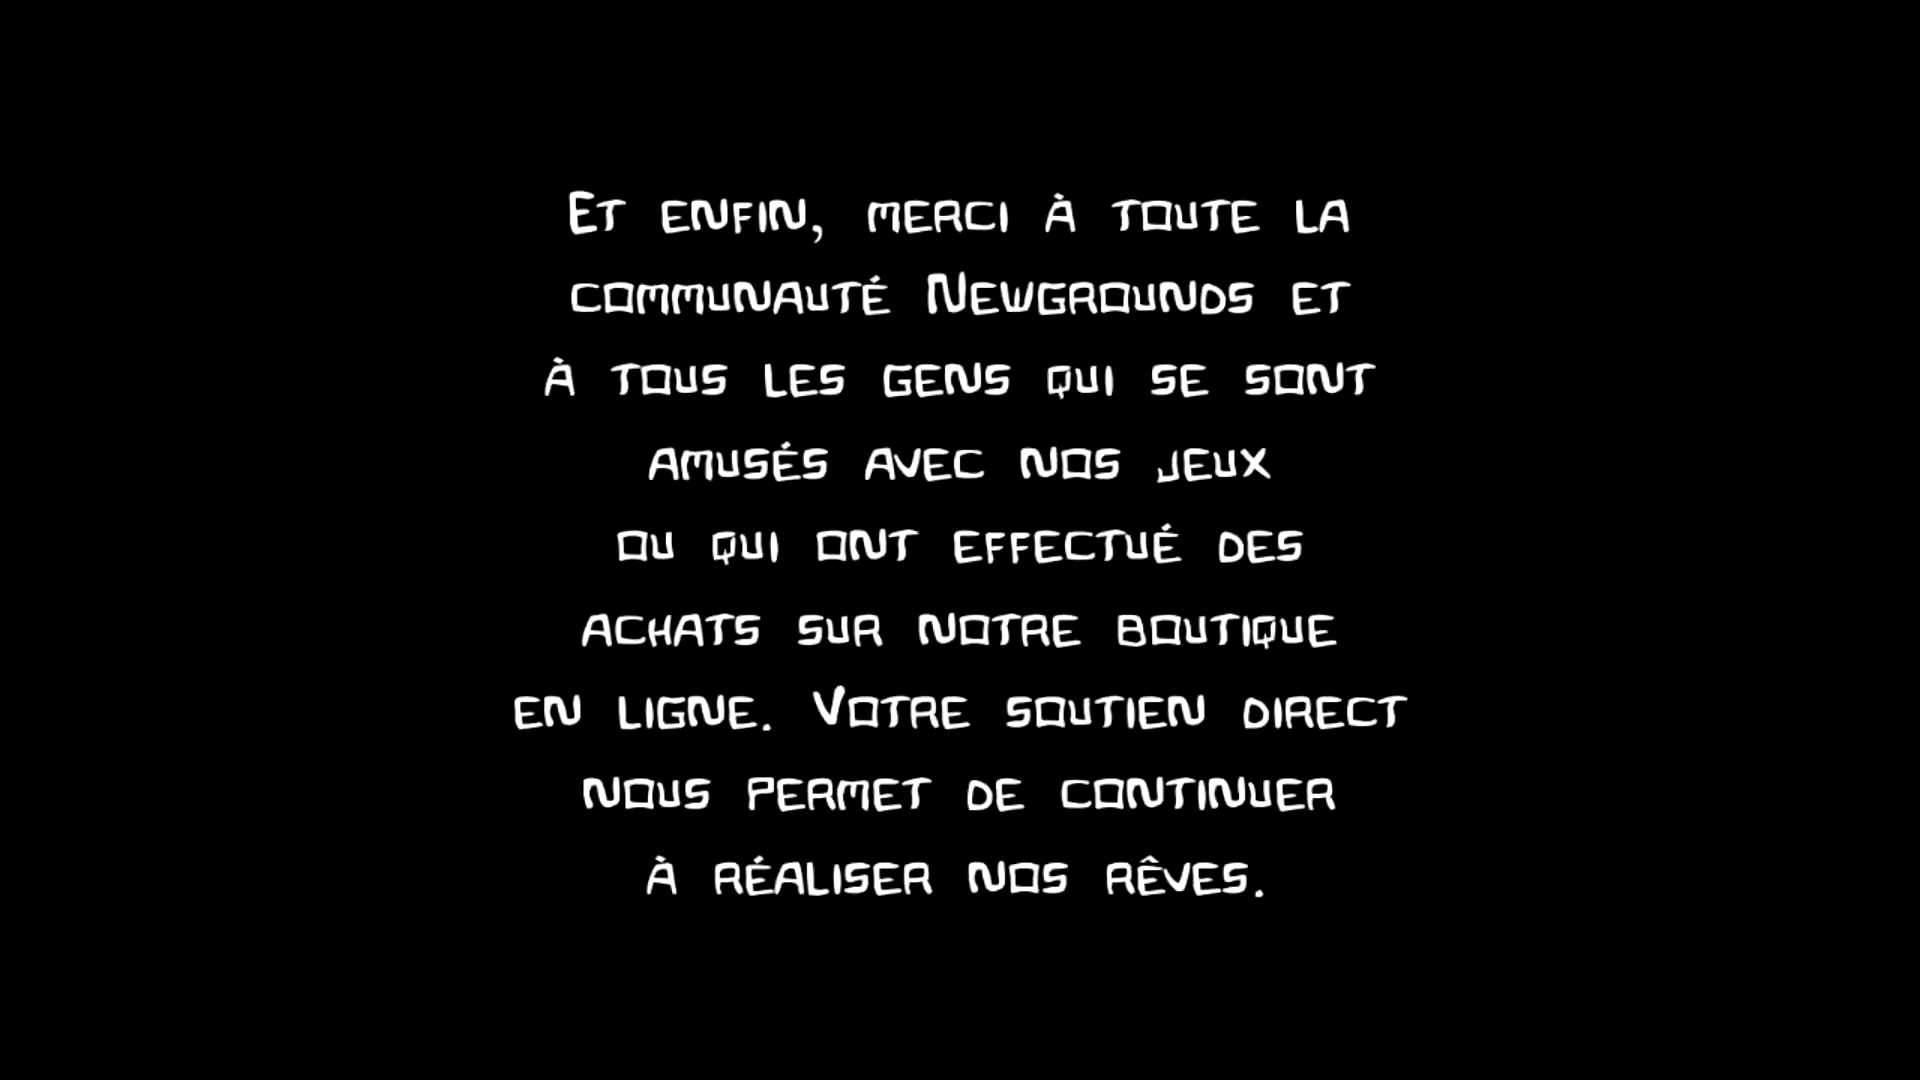 Et enfin, merci à toute la
communauté Newgrounds et
à tous les gens qui se sont
amusés avec nos jeux
ou qui ont effectué des
achats sur notre boutique
en ligne. Votre soutien direct
nous permet de continuer
à réaliser nos rêves.